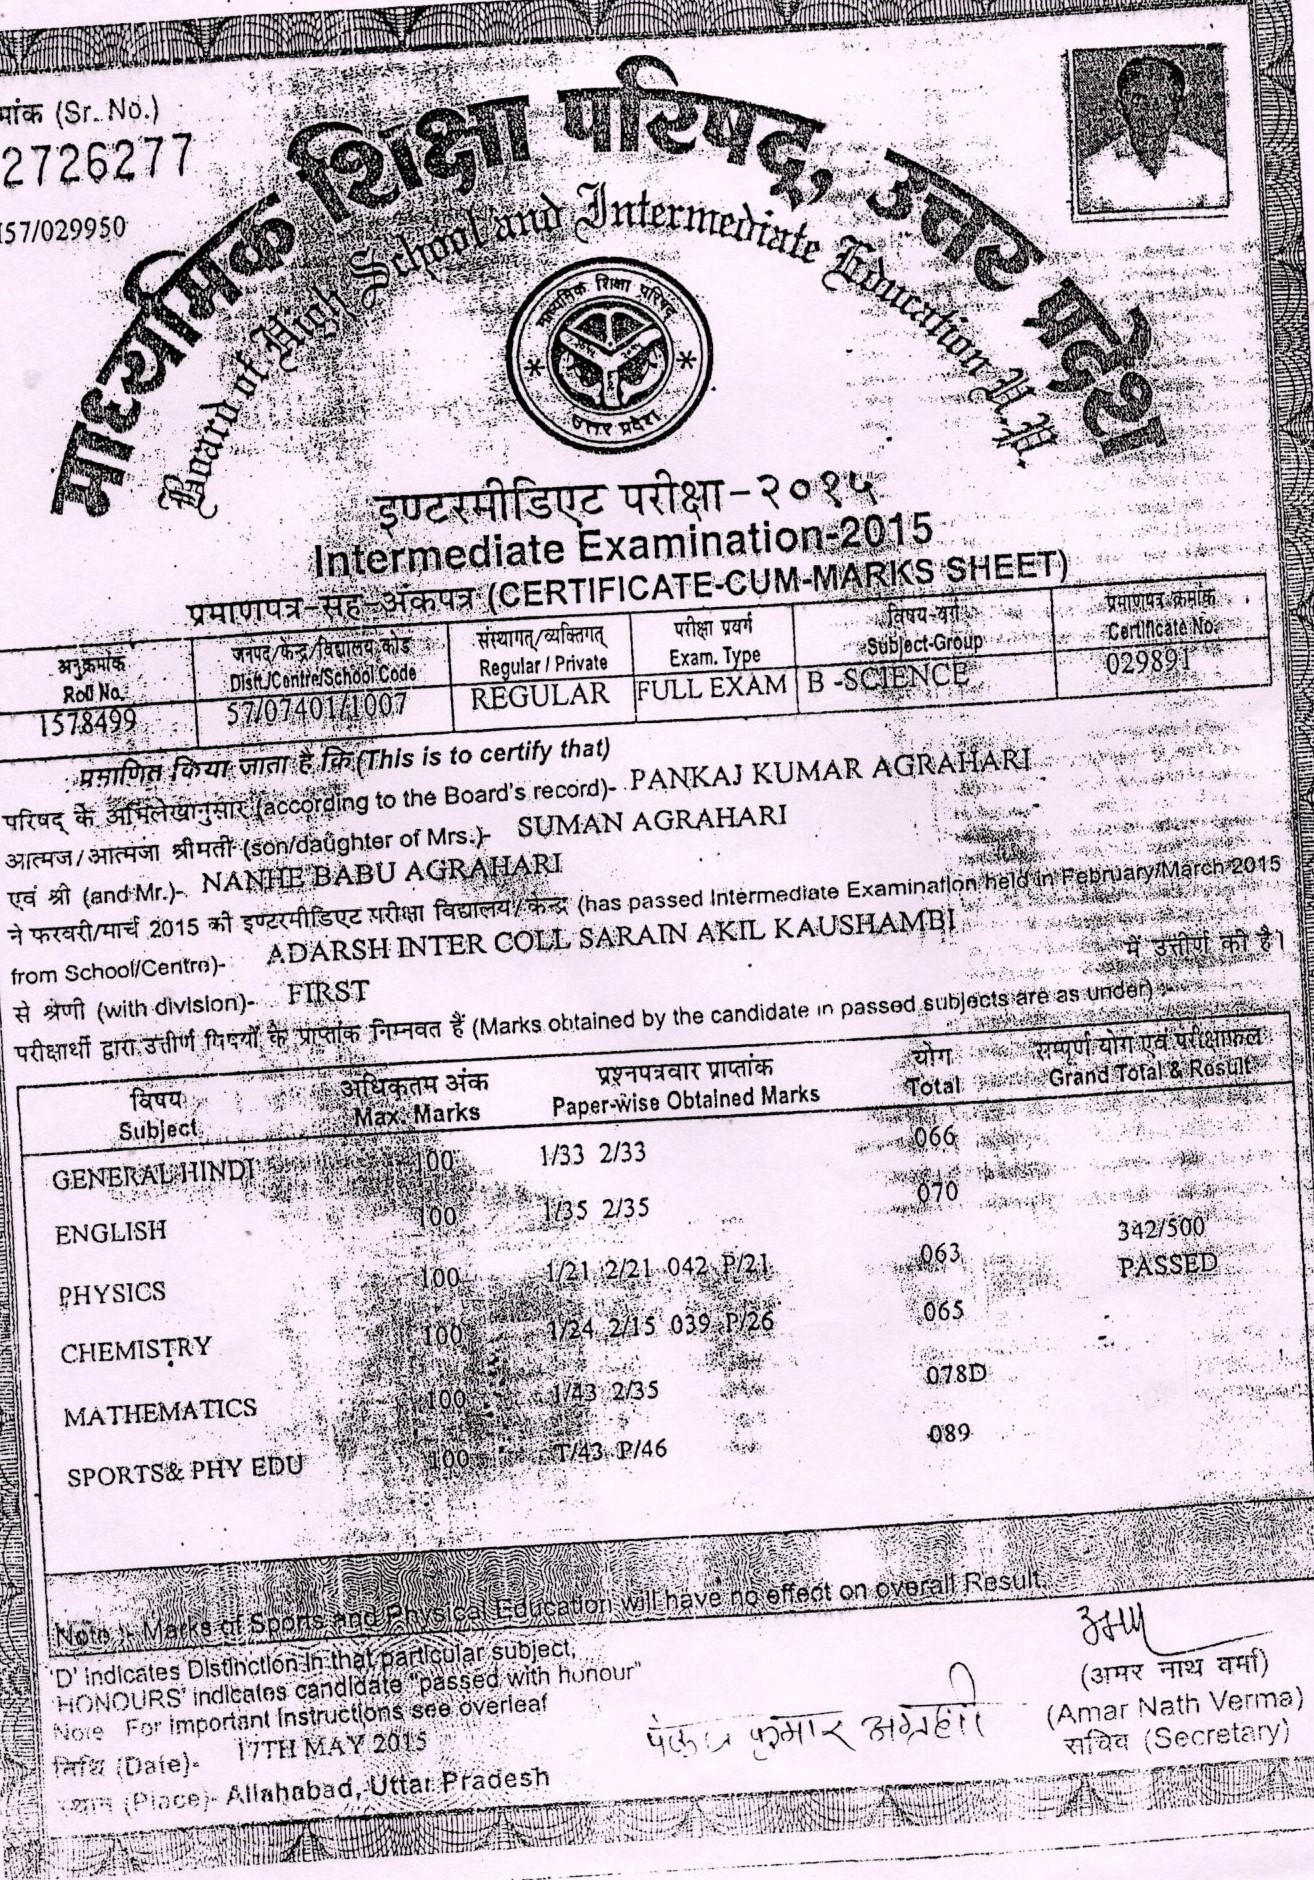 मांक (Sr. No.)
2726277
157/029950
माध्यमिक शिक्षा परिषद्, उत्तर प्रदेश
Board of High School and Intermediate Education U.P.
माध्यमिक शिक्षा परिषद्
उत्तर प्रदेश
इण्टरमीडिएट परीक्षा-२०१५
Intermediate Examination-2015
प्रमाणपत्र-सह-अंकपत्र (CERTIFICATE-CUM-MARKS SHEET)
अनुक्रमांक जनपद/केन्द्र/विद्यालय कोड संस्थागत्/व्यक्तिगत् परीक्षा प्रवर्ग विषय-वर्ग प्रमाणपत्र क्रमांक
Roll No. Distt./Centre/School Code Regular / Private Exam. Type Subject-Group Certificate No.
1578499 57/07401/1007 REGULAR FULL EXAM B -SCIENCE 029891
प्रमाणित किया जाता है कि (This is to certify that)
परिषद् के अभिलेखानुसार (according to the Board's record)- PANKAJ KUMAR AGRAHARI
आत्मज/आत्मजा श्रीमती (son/daughter of Mrs.)- SUMAN AGRAHARI
एवं श्री (and Mr.)- NANHE BABU AGRAHARI
ने फरवरी/मार्च 2015 की इण्टरमीडिएट परीक्षा विद्यालय/केन्द्र (has passed Intermediate Examination held in February/March 2015
from School/Centre)- ADARSH INTER COLL SARAIN AKIL KAUSHAMBI
से श्रेणी (with division)- FIRST में उत्तीर्ण की है।
परीक्षार्थी द्वारा उत्तीर्ण विषयों के प्राप्तांक निम्नवत हैं (Marks obtained by the candidate in passed subjects are as under) :-
विषय अधिकतम अंक प्रश्नपत्रवार प्राप्तांक योग सम्पूर्ण योग एवं परीक्षाफल
Subject Max. Marks Paper-wise Obtained Marks Total Grand Total & Result
GENERAL HINDI 100 1/33 2/33 066
ENGLISH 100 1/35 2/35 070
PHYSICS 100 1/21 2/21 042 P/21 063 342/500
CHEMISTRY 100 1/24 2/15 039 P/26 065 PASSED
MATHEMATICS 100 1/43 2/35 078D
SPORTS& PHY EDU 100 T/43 P/46 089
Note :- Marks of Sports and Physical Education will have no effect on overall Result.
'D' indicates Distinction in that particular subject,
'HONOURS' indicates candidate "passed with honour"
Note For important Instructions see overleaf
तिथि (Date)- 17TH MAY 2015
स्थान (Place)- Allahabad, Uttar Pradesh
पंकज कुमार अग्रहरी
(अमर नाथ वर्मा)
(Amar Nath Verma)
सचिव (Secretary)